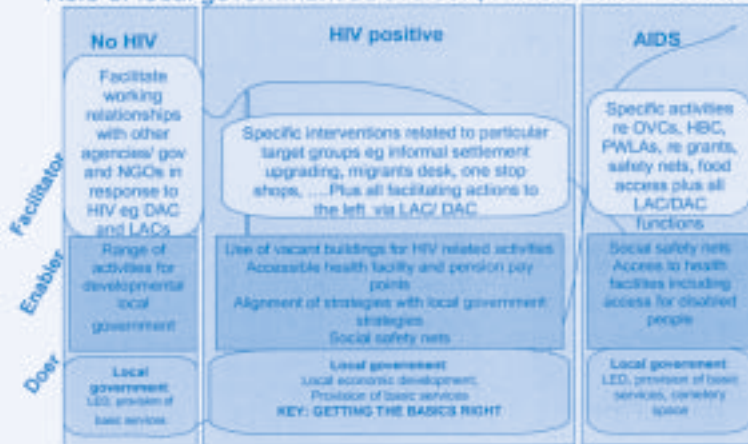 Role of local government
No HIV
HIV positive
AIDS
Facilitator
Facilitate
working
relationships
with other
agencies/ gov
and NGOs in
response to
HIV eg DAC
and LACs
Specific interventions related to particular
target groups eg informal settlement
upgrading, migrants desk, one stop
shops, ....Plus all facilitating actions to
the left via LAC/ DAC
Specific activities
re OVCs, HBC,
PWLAs, re grants,
safety nets, food
access plus all
LAC/DAC
functions
Enabler
Range of
activities for
developmental
local
government
Use of vacant buildings for HIV related activities
Accessible health facility and pension pay
points
Alignment of strategies with local government
strategies
Social safety nets
Social safety nets
Access to health
facilities including
access for disabled
people
Doer
Local
government
LED, provision of
basic services
Local government
Local economic development,
Provision of basic services
KEY: GETTING THE BASICS RIGHT
Local government
LED, provision of basic
services, cemetery
space